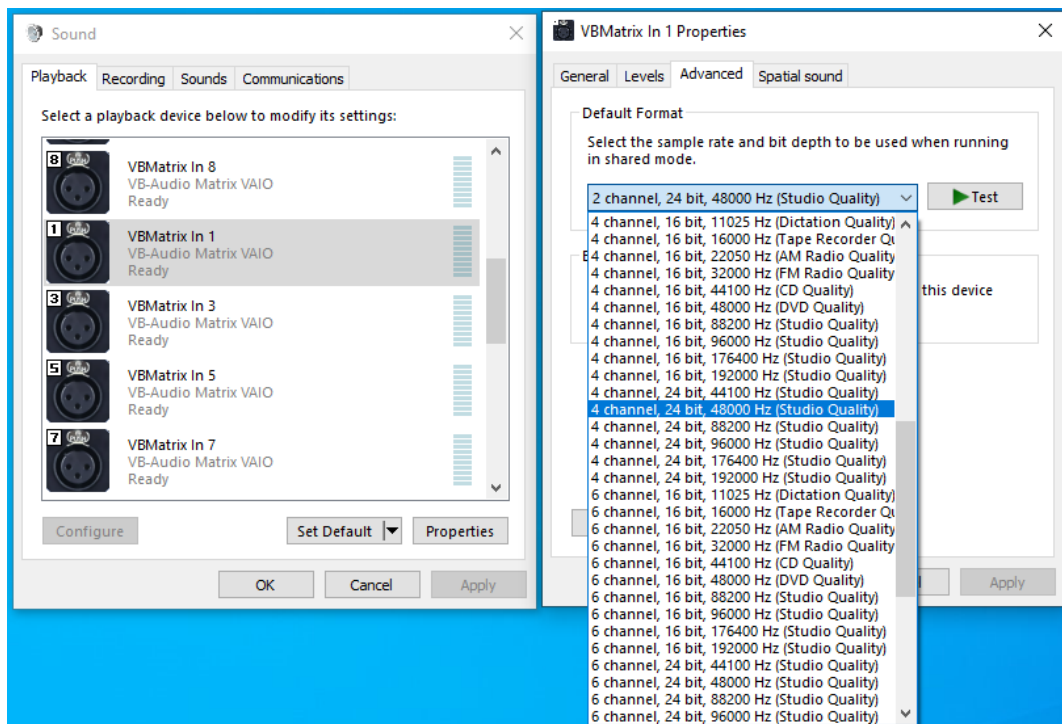 Sound
Playback Recording Sounds Communications
Select a playback device below to modify its settings:
8
VBMatrix In 8
VB-Audio Matrix VAIO
Ready
1
VBMatrix In 1
VB-Audio Matrix VAIO
Ready
3
VBMatrix In 3
VB-Audio Matrix VAIO
Ready
5
VBMatrix In 5
VB-Audio Matrix VAIO
Ready
7
VBMatrix In 7
VB-Audio Matrix VAIO
Ready
Configure Set Default Properties
OK Cancel Apply
VBMatrix In 1 Properties
General Levels Advanced Spatial sound
Default Format
Select the sample rate and bit depth to be used when running
in shared mode.
2 channel, 24 bit, 48000 Hz (Studio Quality) Test
4 channel, 16 bit, 11025 Hz (Dictation Quality)
4 channel, 16 bit, 16000 Hz (Tape Recorder Qu
4 channel, 16 bit, 22050 Hz (AM Radio Quality
4 channel, 16 bit, 32000 Hz (FM Radio Quality
4 channel, 16 bit, 44100 Hz (CD Quality)
this device
4 channel, 16 bit, 48000 Hz (DVD Quality)
4 channel, 16 bit, 88200 Hz (Studio Quality)
4 channel, 16 bit, 96000 Hz (Studio Quality)
4 channel, 16 bit, 176400 Hz (Studio Quality)
4 channel, 16 bit, 192000 Hz (Studio Quality)
4 channel, 24 bit, 44100 Hz (Studio Quality)
4 channel, 24 bit, 48000 Hz (Studio Quality)
4 channel, 24 bit, 88200 Hz (Studio Quality)
4 channel, 24 bit, 96000 Hz (Studio Quality)
4 channel, 24 bit, 176400 Hz (Studio Quality)
4 channel, 24 bit, 192000 Hz (Studio Quality)
6 channel, 16 bit, 11025 Hz (Dictation Quality)
6 channel, 16 bit, 16000 Hz (Tape Recorder Qu
6 channel, 16 bit, 22050 Hz (AM Radio Quality
6 channel, 16 bit, 32000 Hz (FM Radio Quality
6 channel, 16 bit, 44100 Hz (CD Quality)
6 channel, 16 bit, 48000 Hz (DVD Quality)
Apply
6 channel, 16 bit, 88200 Hz (Studio Quality)
6 channel, 16 bit, 96000 Hz (Studio Quality)
6 channel, 16 bit, 176400 Hz (Studio Quality)
6 channel, 16 bit, 192000 Hz (Studio Quality)
6 channel, 24 bit, 44100 Hz (Studio Quality)
6 channel, 24 bit, 48000 Hz (Studio Quality)
6 channel, 24 bit, 88200 Hz (Studio Quality)
6 channel, 24 bit, 96000 Hz (Studio Quality)